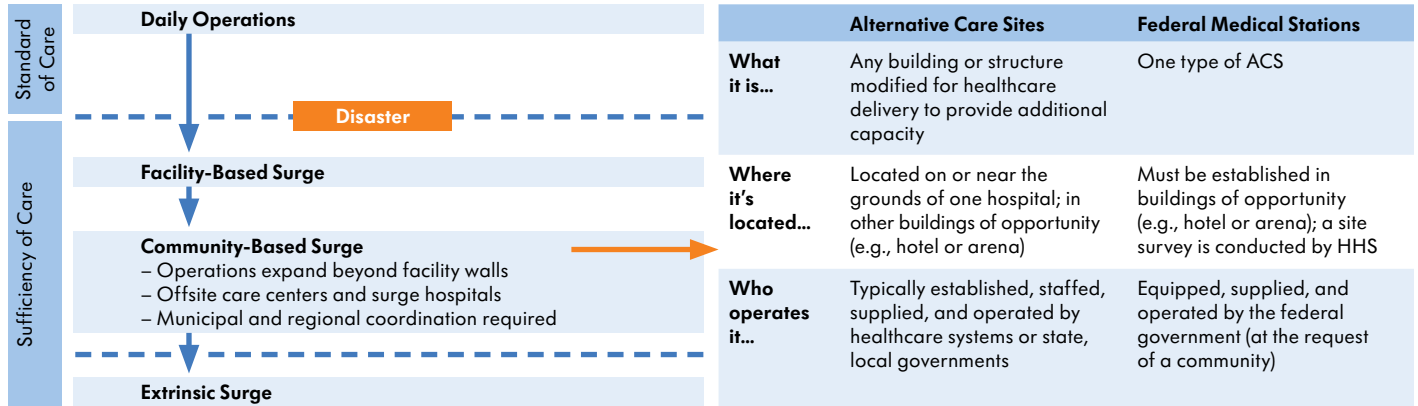 Standard
of Care
Daily Operations
Disaster
Sufficiency of Care
Facility-Based Surge
Community-Based Surge
– Operations expand beyond facility walls
– Offsite care centers and surge hospitals
– Municipal and regional coordination required
Extrinsic Surge
Alternative Care Sites
Federal Medical Stations
What
it is...
Any building or structure
modified for healthcare
delivery to provide additional
capacity
One type of ACS
Where
it's
located...
Located on or near the
grounds of one hospital; in
other buildings of opportunity
(e.g., hotel or arena)
Must be established in
buildings of opportunity
(e.g., hotel or arena); a site
survey is conducted by HHS
Who
operates
it...
Typically established, staffed,
supplied, and operated by
healthcare systems or state,
local governments
Equipped, supplied, and
operated by the federal
government (at the request
of a community)